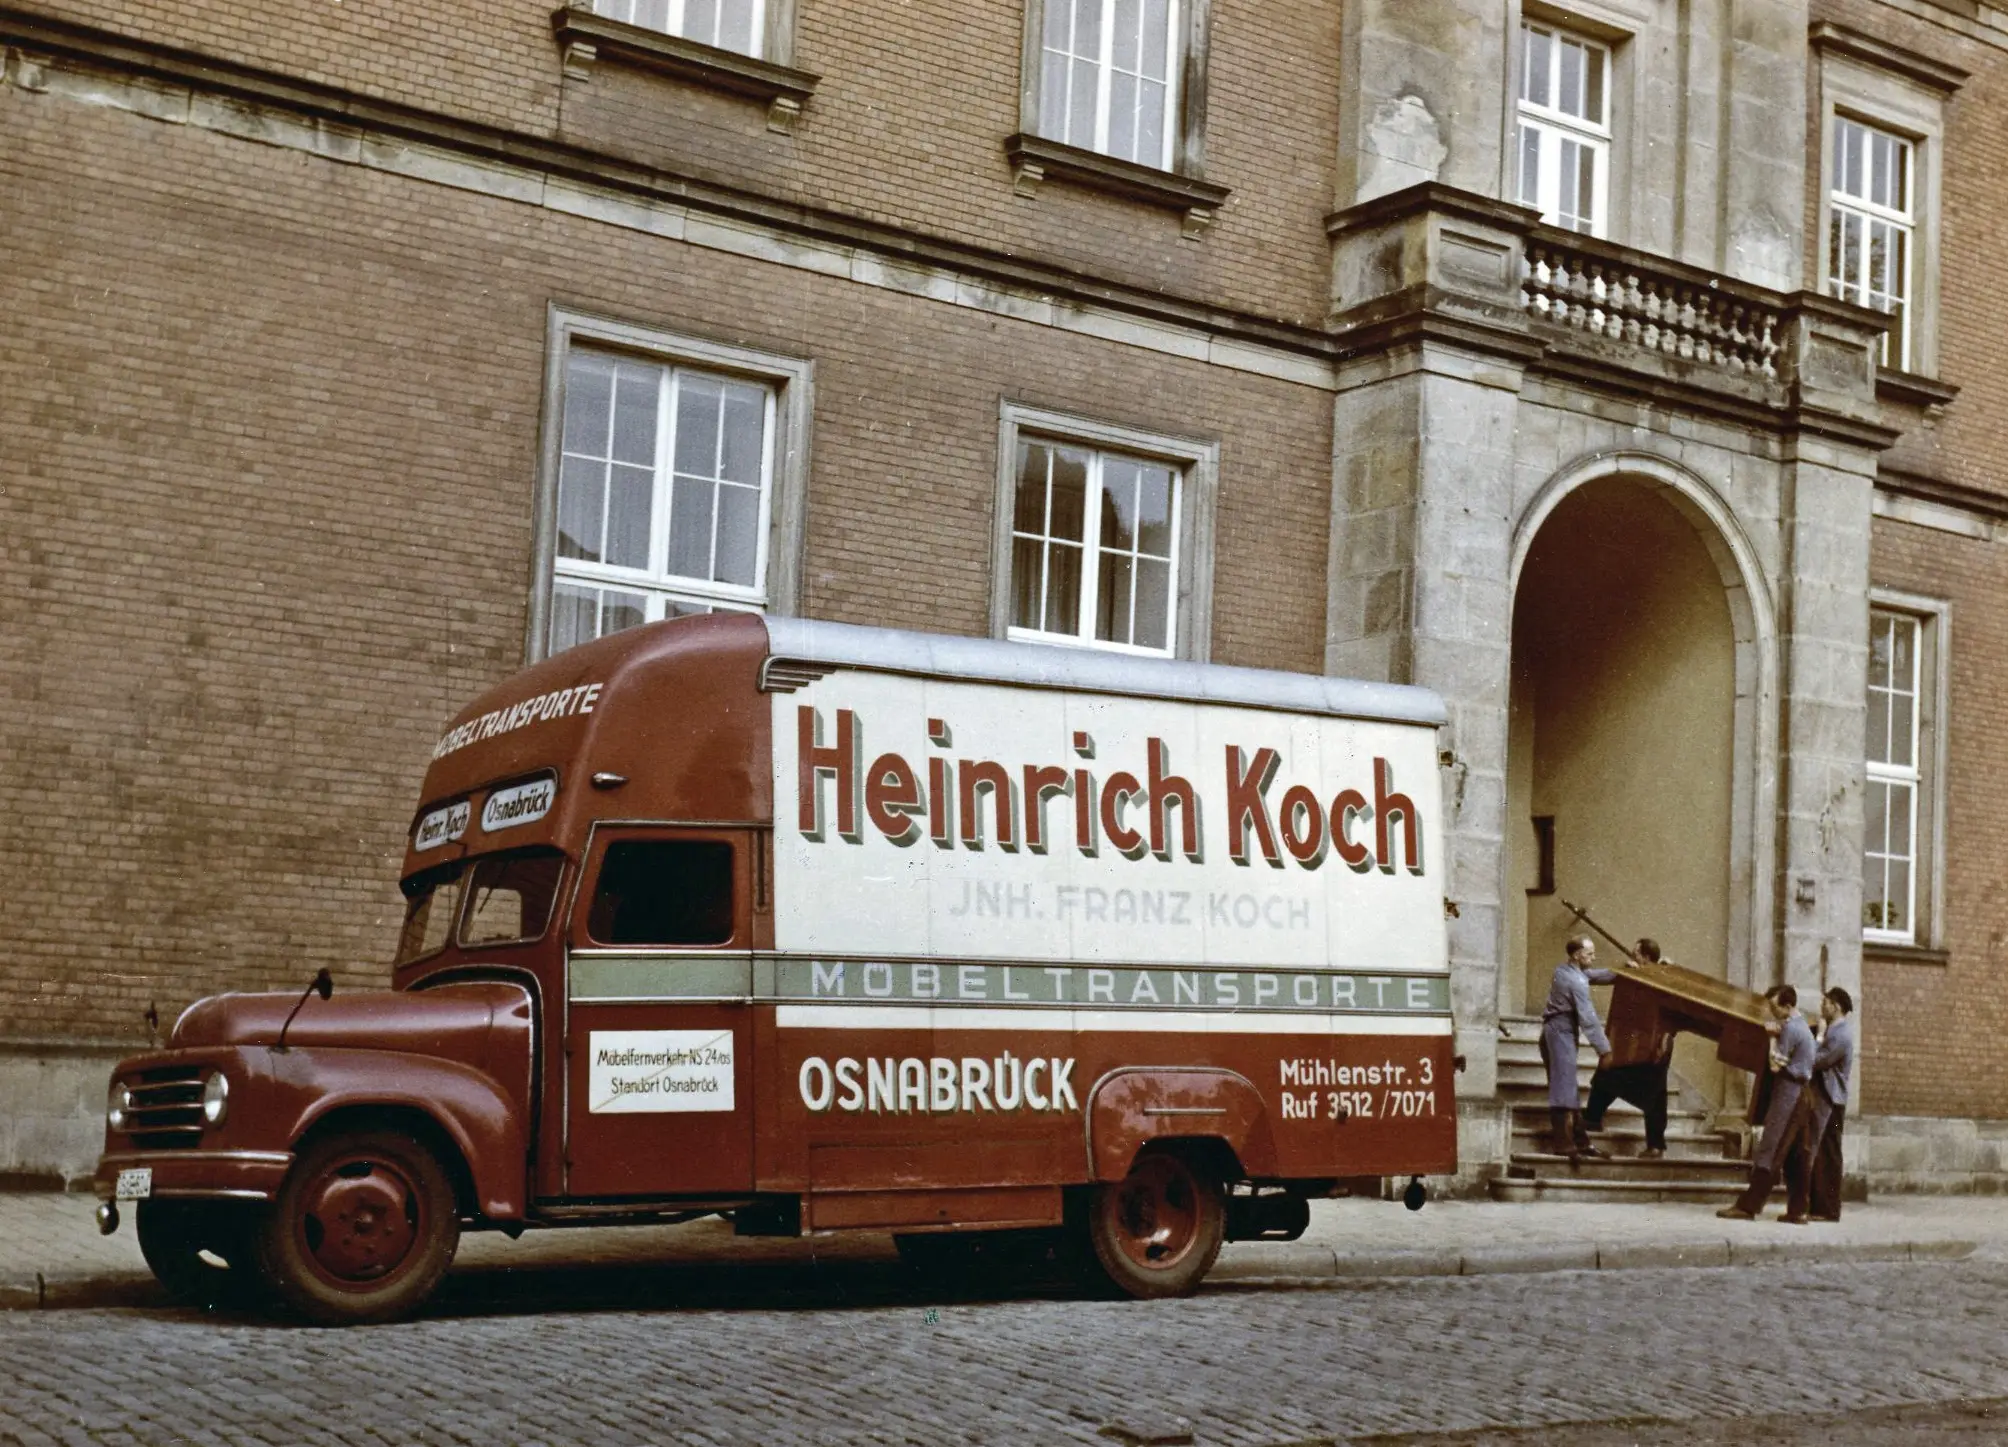 MÖBELTRANSPORTE
Heinr. Koch
Osnabrück
Heinrich Koch
JNH. FRANZ KOCH
MÖBELTRANSPORTE
Möbelfernverkehr NS 24/os
Standort Osnabrück
OSNABRÜCK
Mühlenstr. 3
Ruf 3512 / 7071